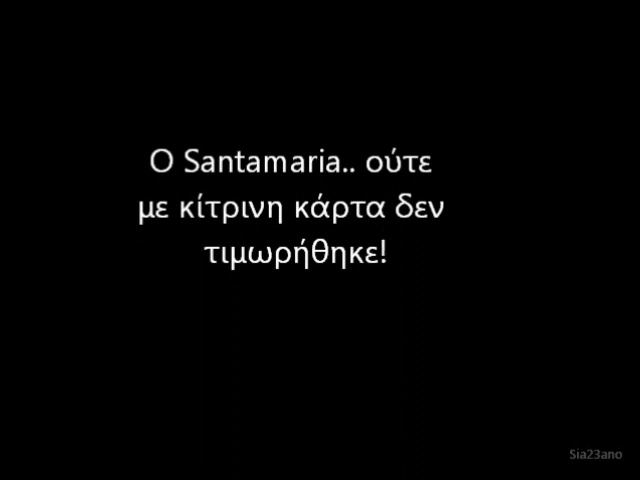 Ο Santamaria.. ούτε
με κίτρινη κάρτα δεν
τιμωρήθηκε!
Sia23ano